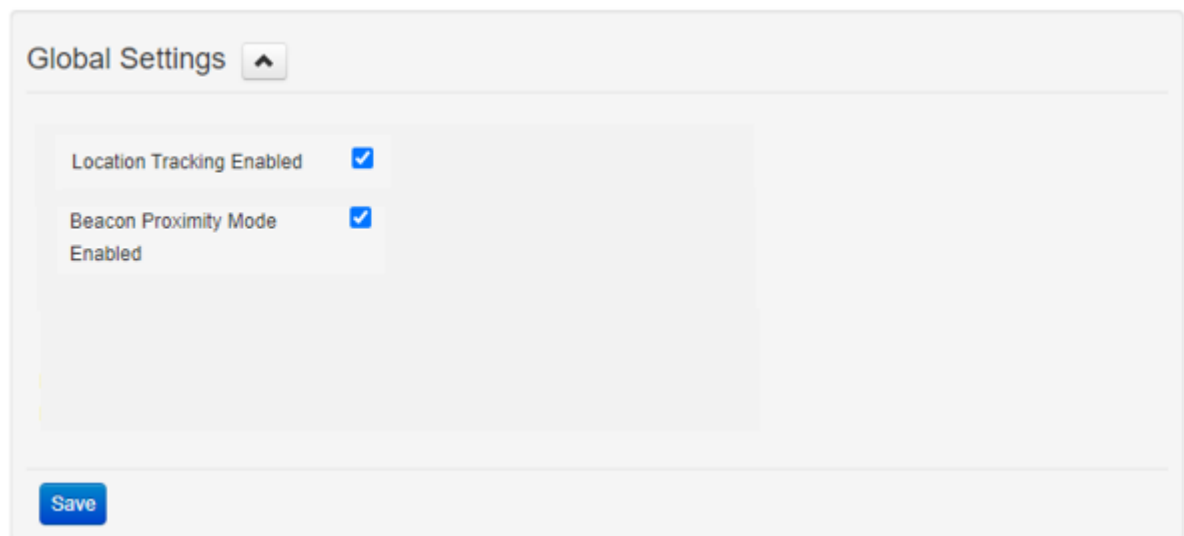 Global Settings
Location Tracking Enabled
Beacon Proximity Mode
Enabled
Save